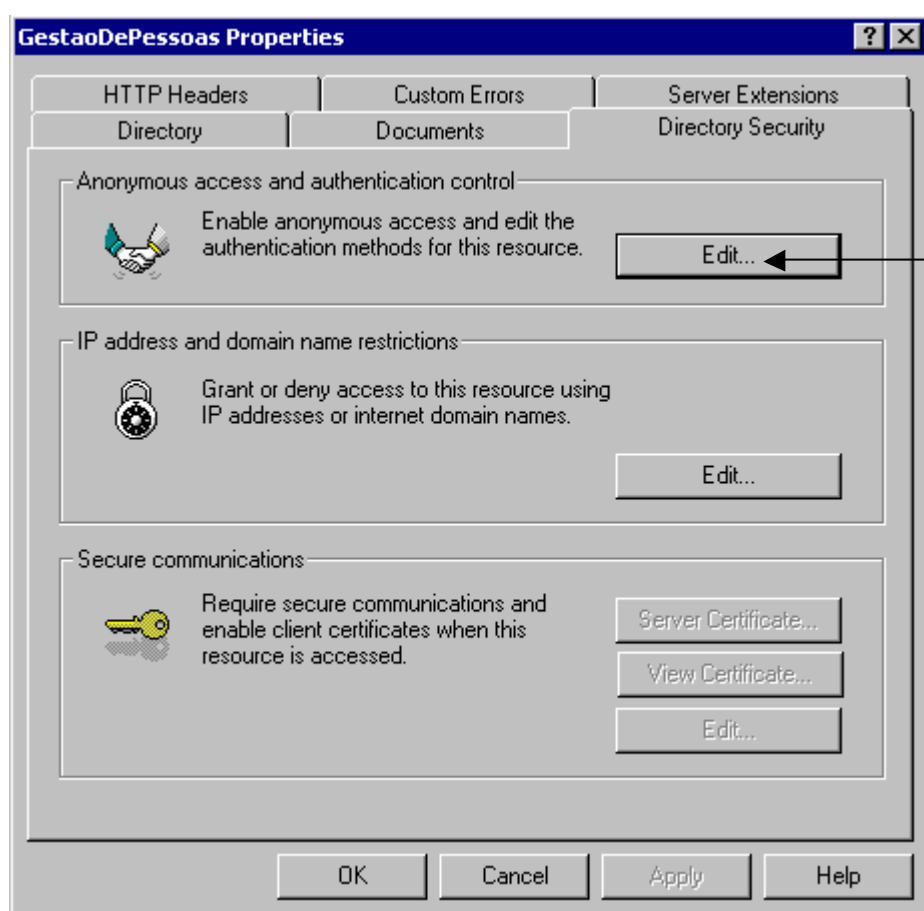 GestaoDePessoas Properties
HTTP Headers
Custom Errors
Server Extensions
Directory
Documents
Directory Security
Anonymous access and authentication control
Enable anonymous access and edit the
authentication methods for this resource.
Edit...
IP address and domain name restrictions
Grant or deny access to this resource using
IP addresses or internet domain names.
Edit...
Secure communications
Require secure communications and
enable client certificates when this
resource is accessed.
Server Certificate...
View Certificate...
Edit...
OK
Cancel
Apply
Help